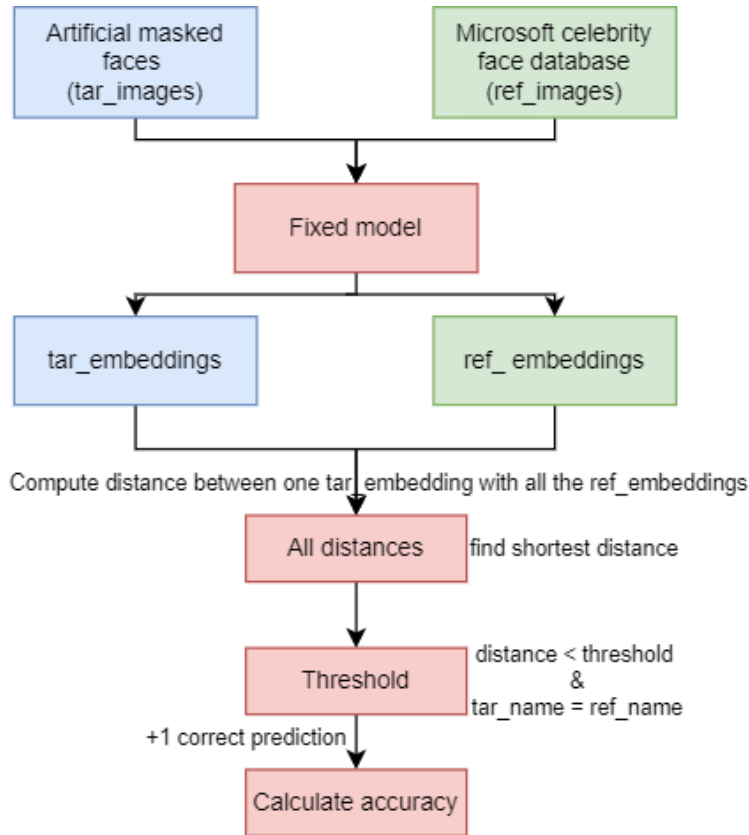 Artificial masked
faces
(tar_images)
Microsoft celebrity
face database
(ref_images)
Fixed model
tar_embeddings
ref_ embeddings
Compute distance between one tar_embedding with all the ref_embeddings
All distances
find shortest distance
Threshold
distance < threshold
&
tar_name = ref_name
+1 correct prediction
Calculate accuracy